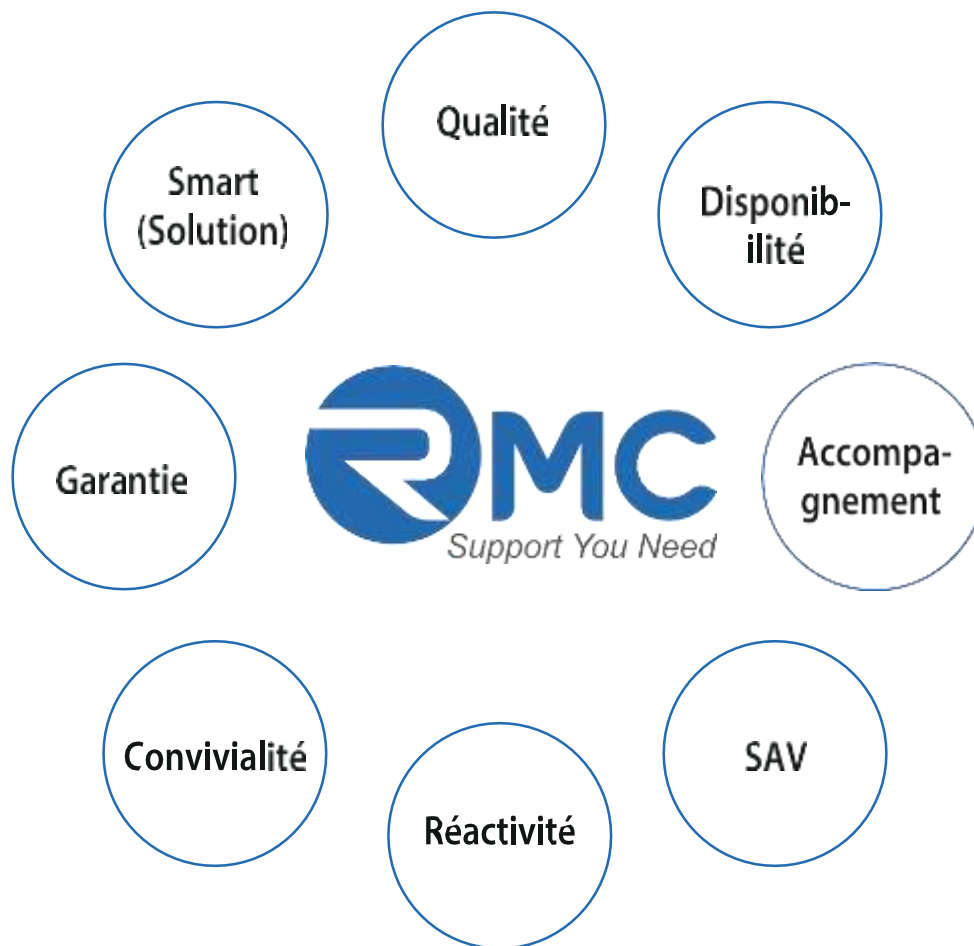 Qualité
Smart
(Solution)
Disponib-
ilité
Garantie
RMC
Support You Need
Accompa-
gnement
Convivialité
Réactivité
SAV